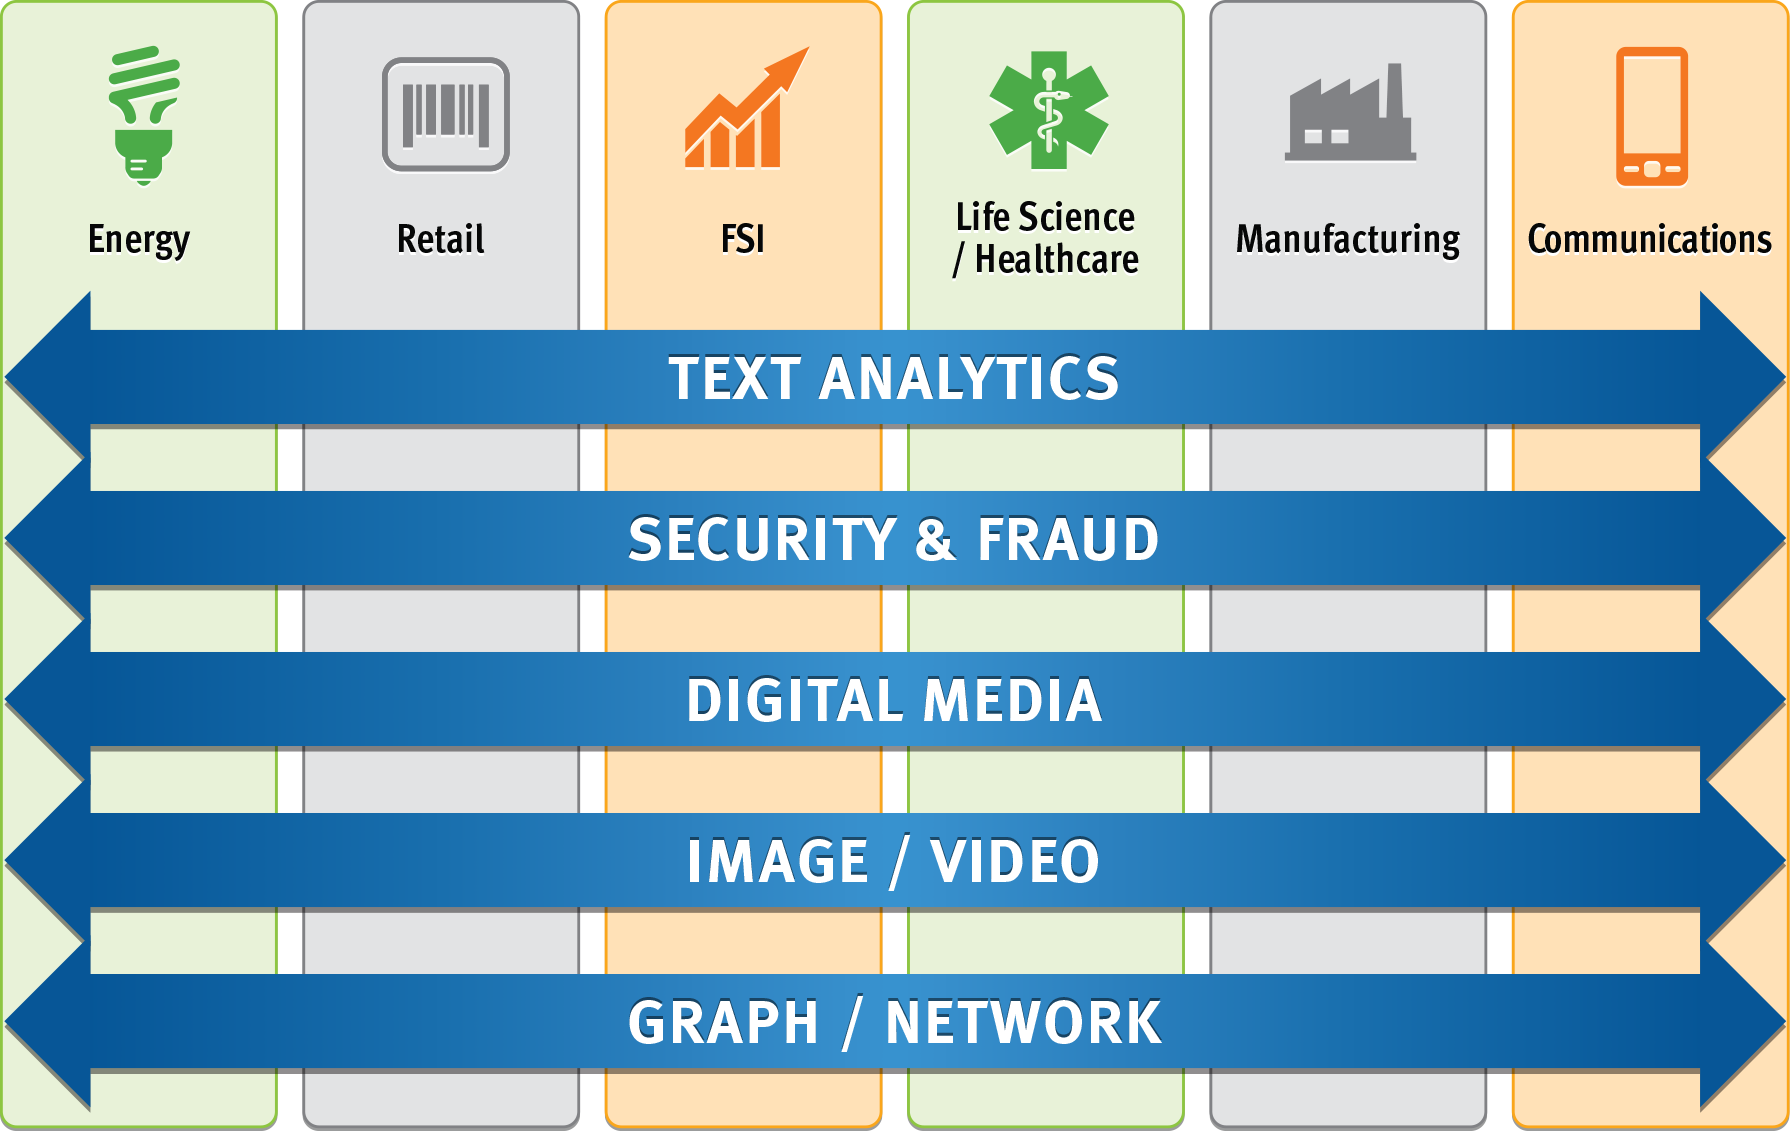 Energy
Retail
FSI
Life Science
/ Healthcare
Manufacturing
Communications
TEXT ANALYTICS
SECURITY & FRAUD
DIGITAL MEDIA
IMAGE / VIDEO
GRAPH / NETWORK